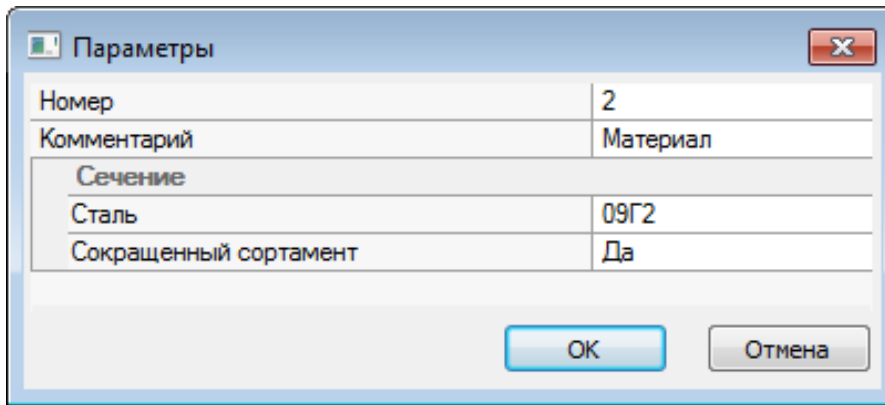 Параметры
Номер 2
Комментарий Материал
Сечение
Сталь 09Г2
Сокращенный сортамент Да
OK Отмена